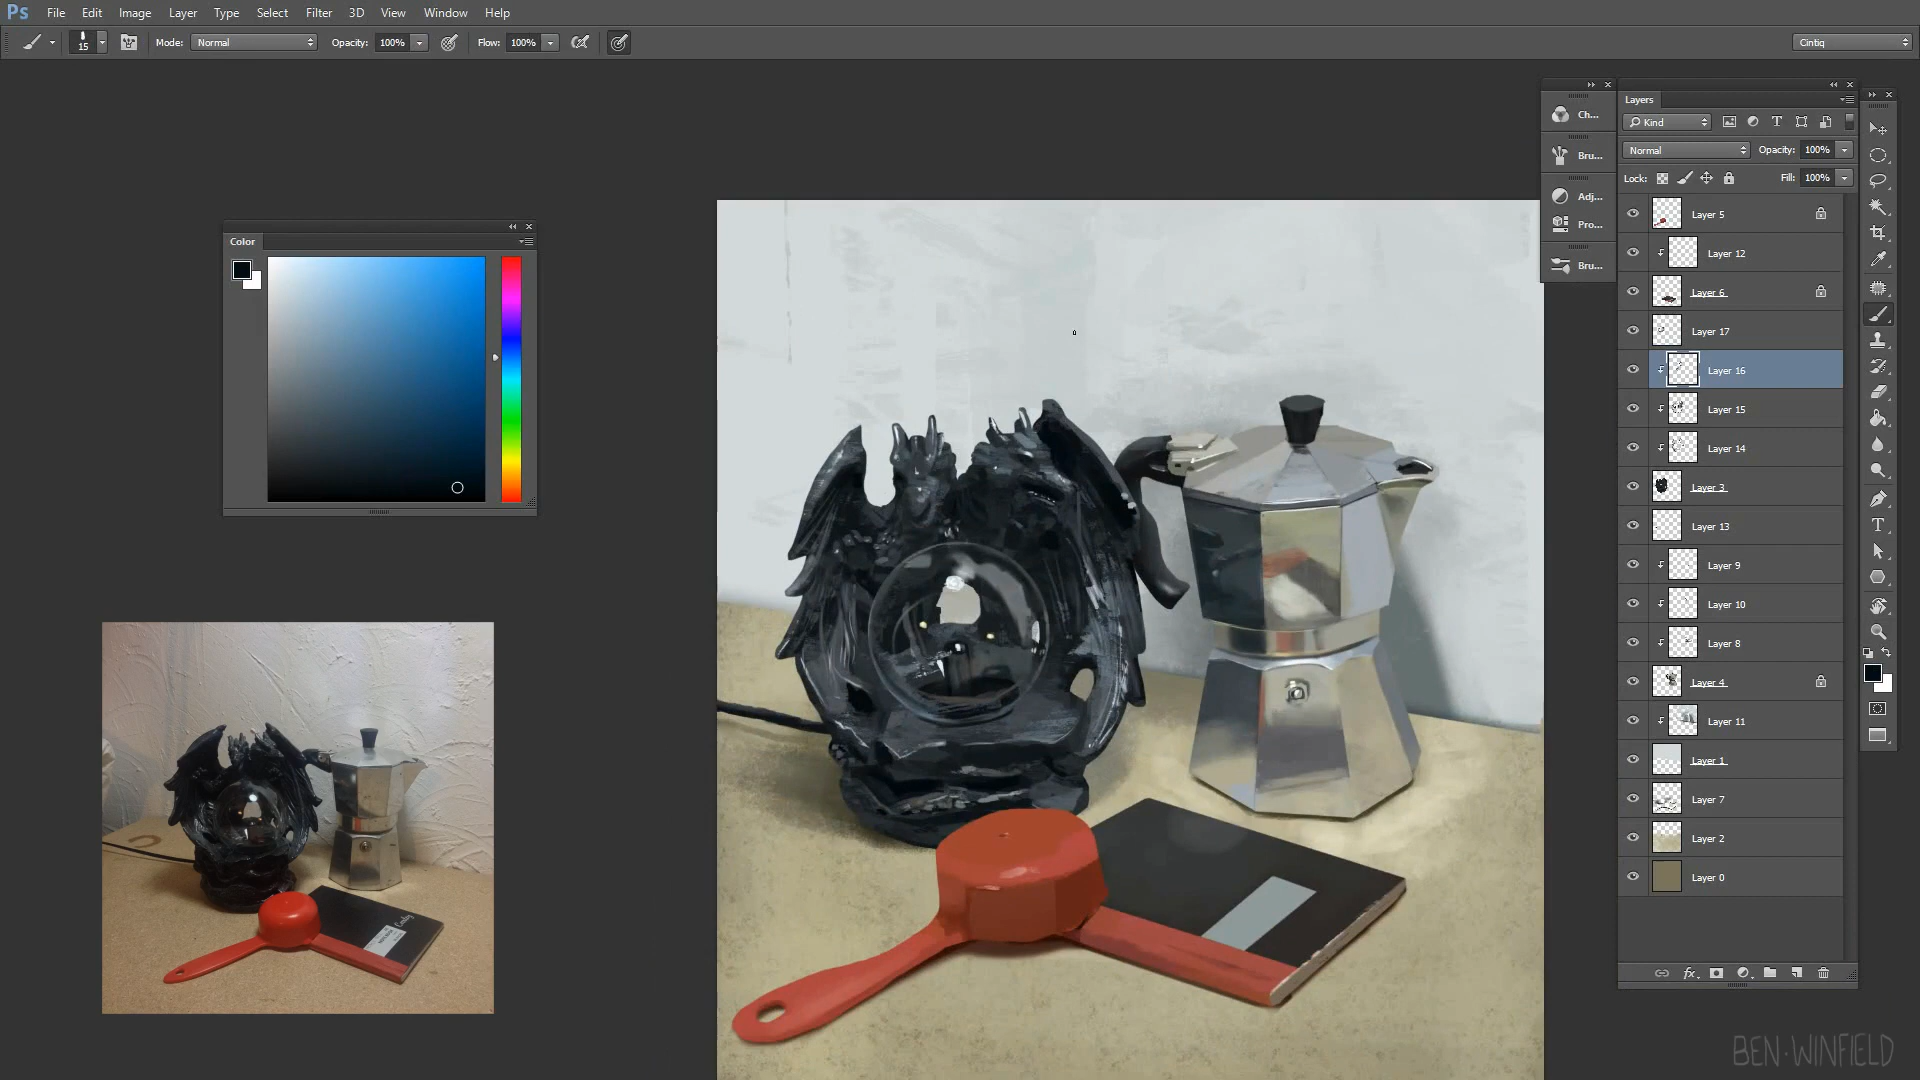 Ps File Edit Image Layer Type Select Filter 3D View Window Help
15 Mode: Normal Opacity: 100% Flow: 100% Cintiq
Layers
Ch...
Kind
Bru...
Normal Opacity: 100%
Lock: Fill: 100%
Adj...
Pro...
Bru...
Color
Layer 5
Layer 12
Layer 6
Layer 17
Layer 16
Layer 15
Layer 14
Layer 3
Layer 13
Layer 9
Layer 10
Layer 8
Layer 4
Layer 11
Layer 1
Layer 7
Layer 2
Layer 0
fx
BEN·WINFIELD